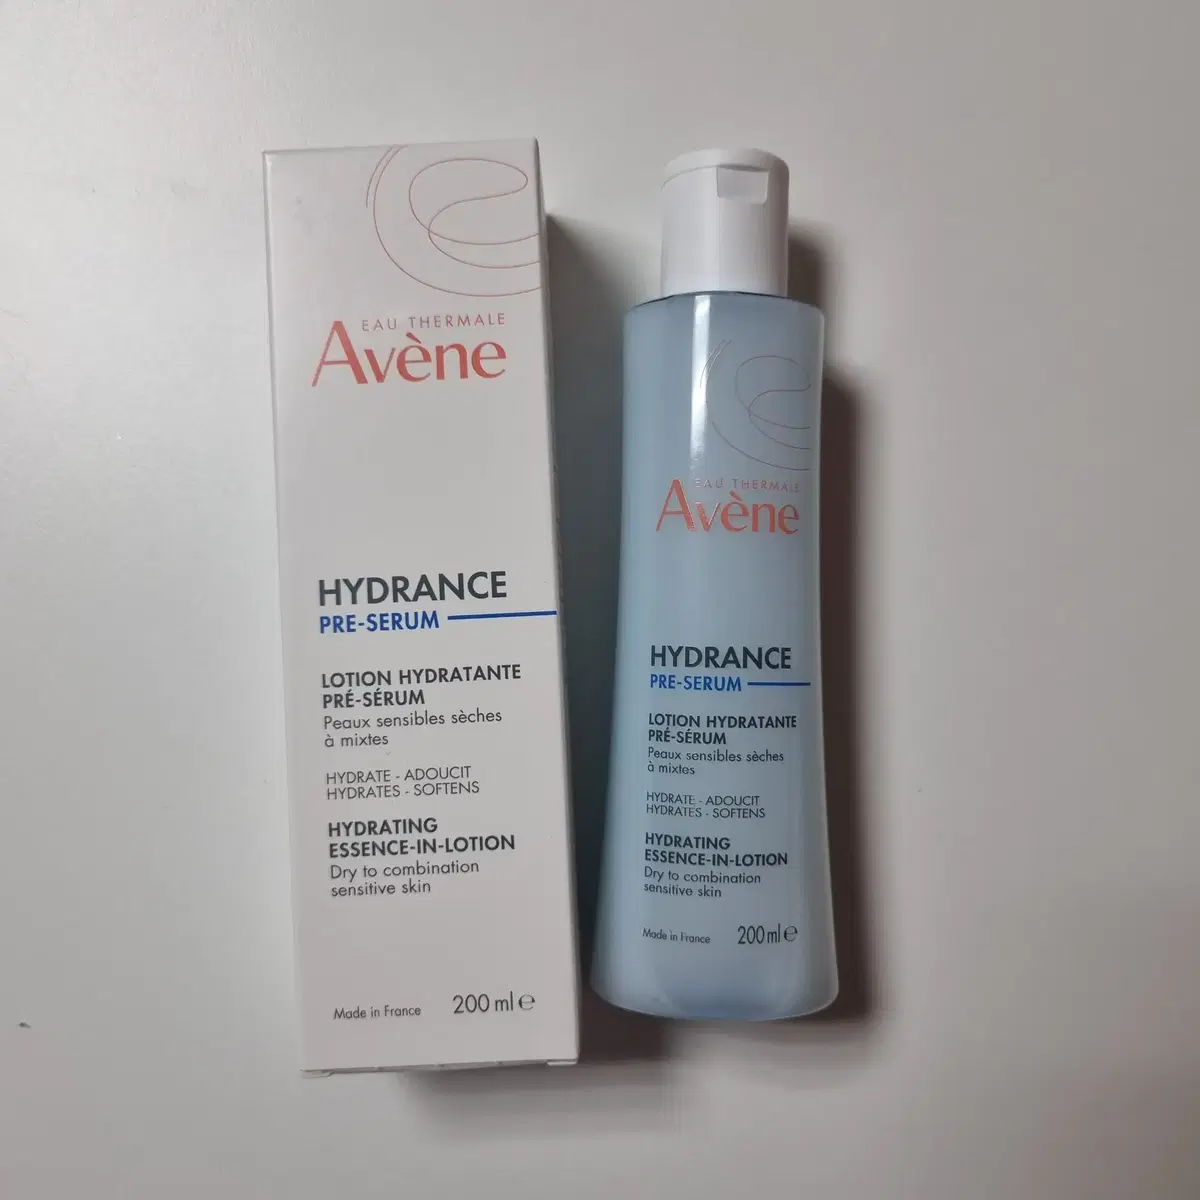 EAU THERMALE
Avène
HYDRANCE
PRE-SERUM
LOTION HYDRATANTE
PRÉ-SÉRUM
Peaux sensibles sèches
à mixtes
HYDRATE - ADOUCIT
HYDRATES - SOFTENS
HYDRATING
ESSENCE-IN-LOTION
Dry to combination
sensitive skin
Made in France 200 ml ℮
EAU THERMALE
Avène
HYDRANCE
PRE-SERUM
LOTION HYDRATANTE
PRÉ-SÉRUM
Peaux sensibles sèches
à mixtes
HYDRATE - ADOUCIT
HYDRATES - SOFTENS
HYDRATING
ESSENCE-IN-LOTION
Dry to combination
sensitive skin
Made in France 200 ml ℮